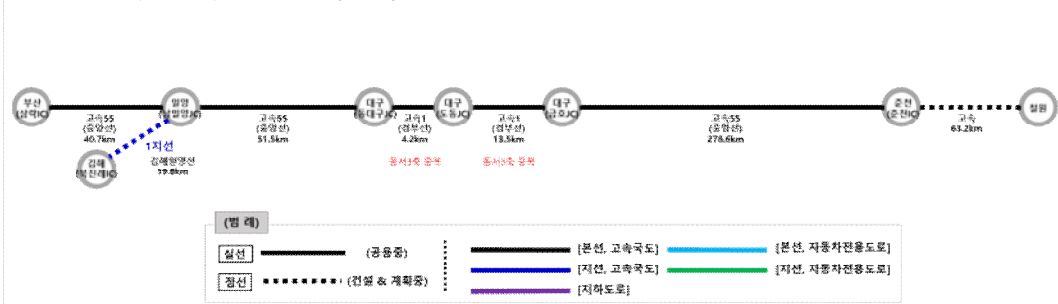 부산
(삼락IC)
밀양
(남밀양JC)
대구
(동대구JC)
대구
(도동JC)
대구
(금호JC)
춘천
(춘천IC)
철원
고속55
(중앙선)
40.7km
고속55
(중앙선)
51.5km
고속1
(경부선)
4.2km
고속1
(경부선)
13.5km
고속55
(중앙선)
278.6km
고속
63.2km
1지선
동서3축 중복
동서3축 중복
김해
김해밀양선
19.8km
(범 례)
실선
(공용중)
[본선, 고속국도]
[본선, 자동차전용도로]
점선
(건설 & 계획중)
[지선, 고속국도]
[지선, 자동차전용도로]
[지하도로]